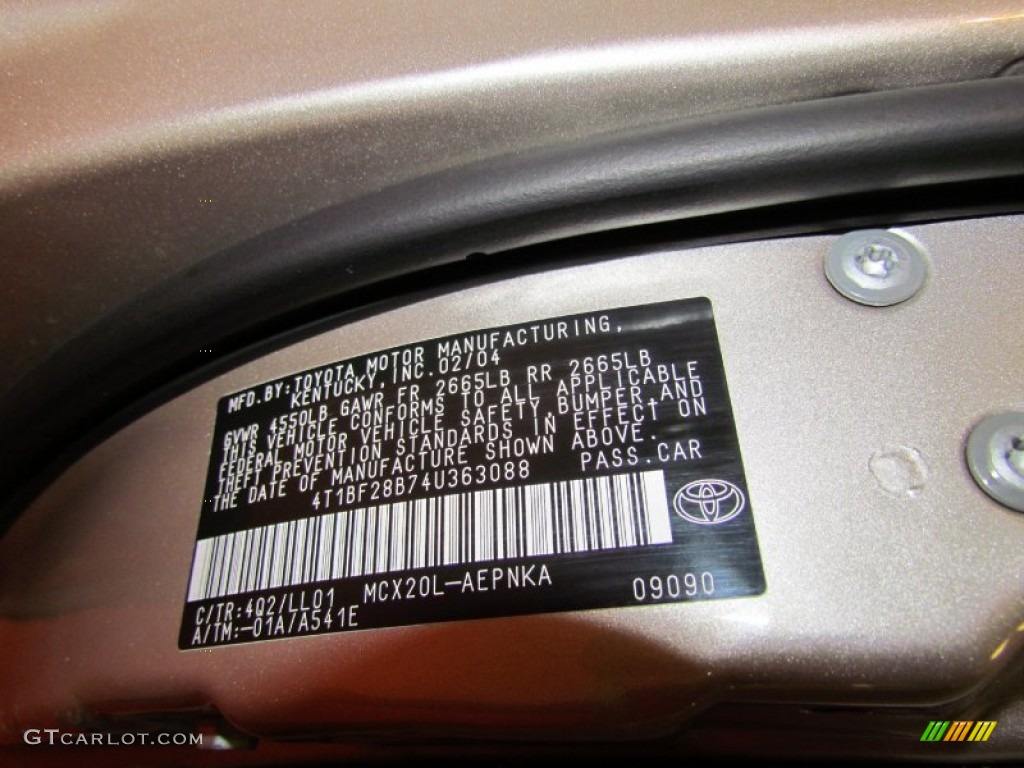 MFD.BY:TOYOTA MOTOR MANUFACTURING,
KENTUCKY, INC.02/04
GVWR 4550LB GAWR FR 2665LB RR 2665LB
THIS VEHICLE CONFORMS TO ALL APPLICABLE
FEDERAL MOTOR VEHICLE SAFETY,BUMPER,AND
THEFT PREVENTION STANDARDS IN EFFECT ON
THE DATE OF MANUFACTURE SHOWN ABOVE.
4T1BF28B74U363088 PASS.CAR
C/TR:4Q2/LL01 MCX20L-AEPNKA 09090
A/TM:-01A/A541E
GTCARLOT.COM